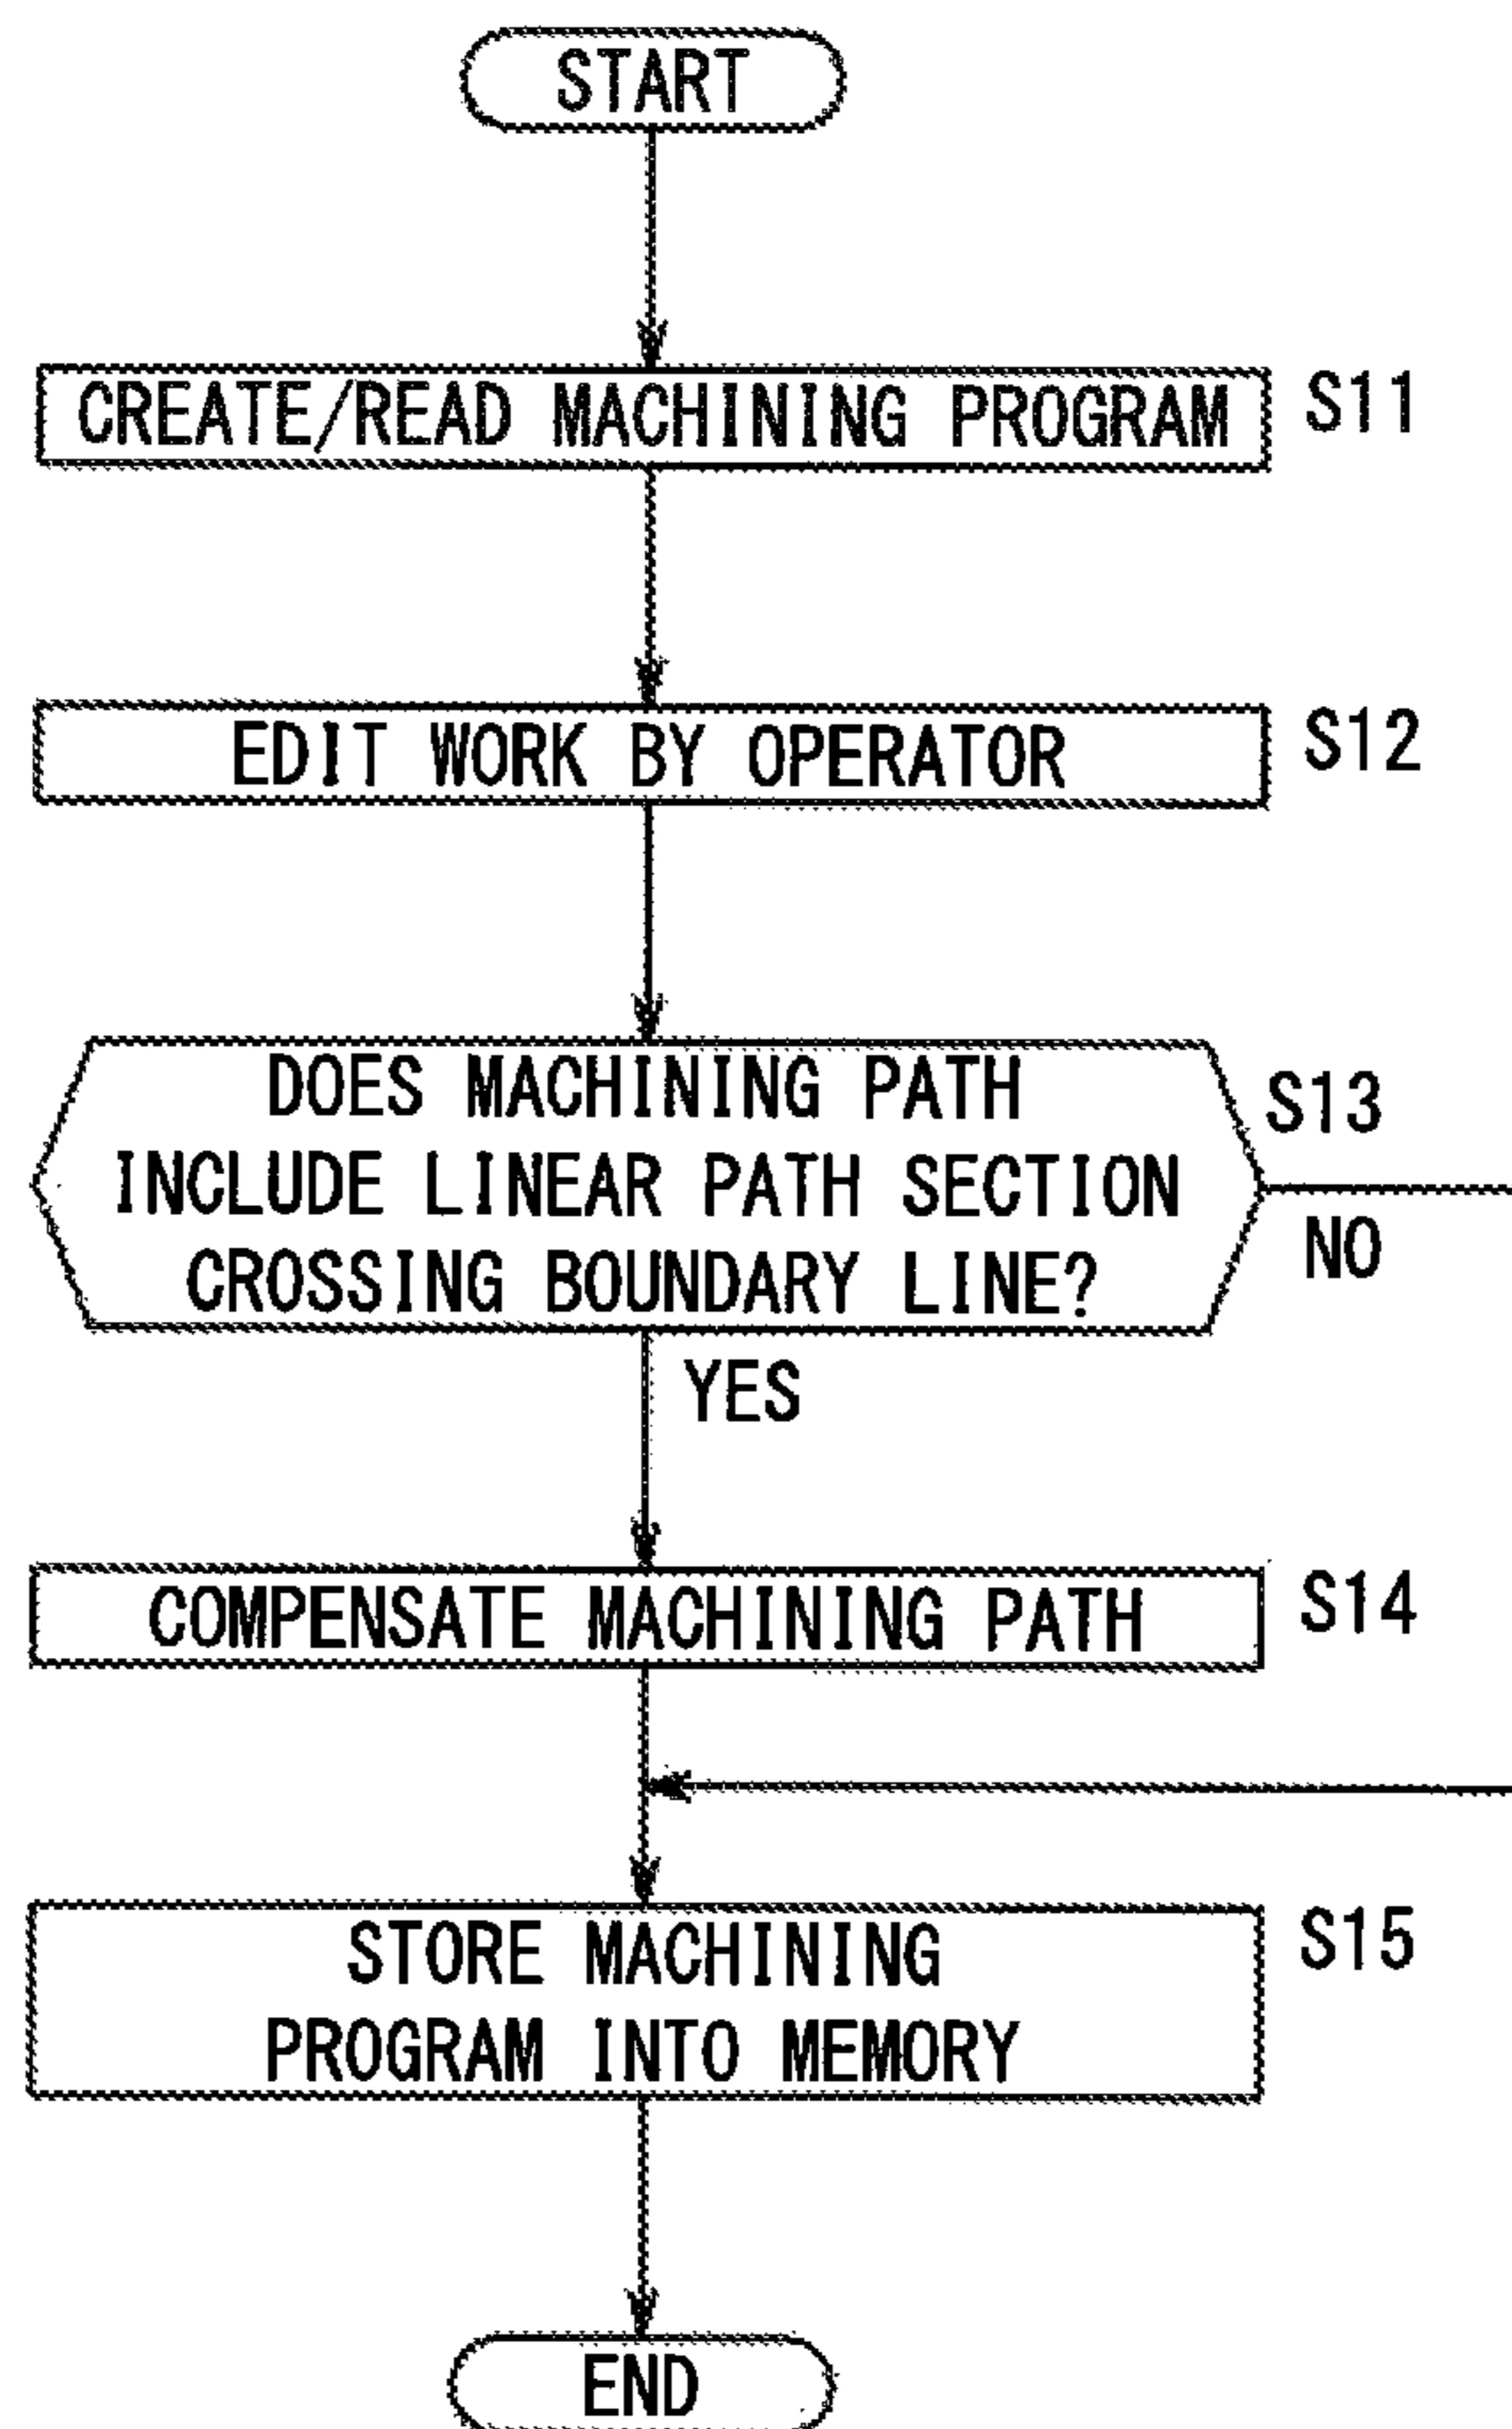 START
CREATE/READ MACHINING PROGRAM
S11
EDIT WORK BY OPERATOR
S12
DOES MACHINING PATH
INCLUDE LINEAR PATH SECTION
CROSSING BOUNDARY LINE?
S13
NO
YES
COMPENSATE MACHINING PATH
S14
STORE MACHINING
PROGRAM INTO MEMORY
S15
END